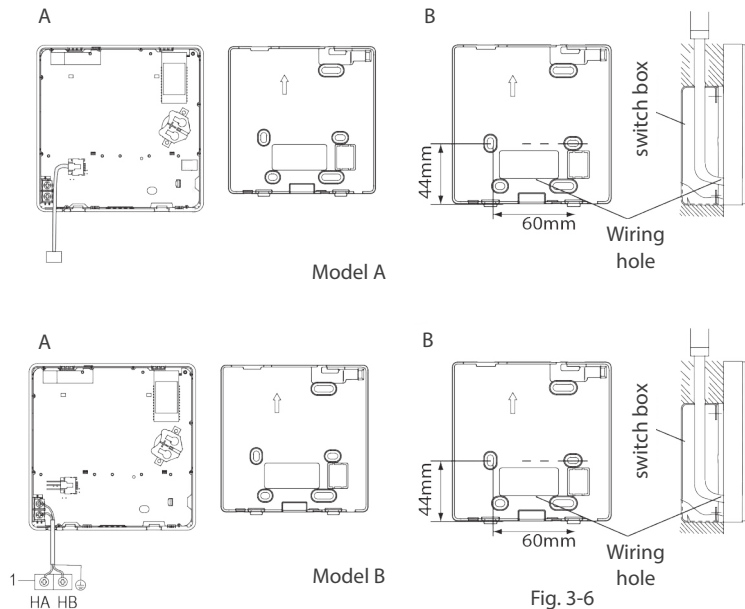 A
B
44mm
60mm
switch box
Wiring
hole
Model A
A
B
44mm
60mm
switch box
Wiring
hole
1
HA HB
Model B
Fig. 3-6